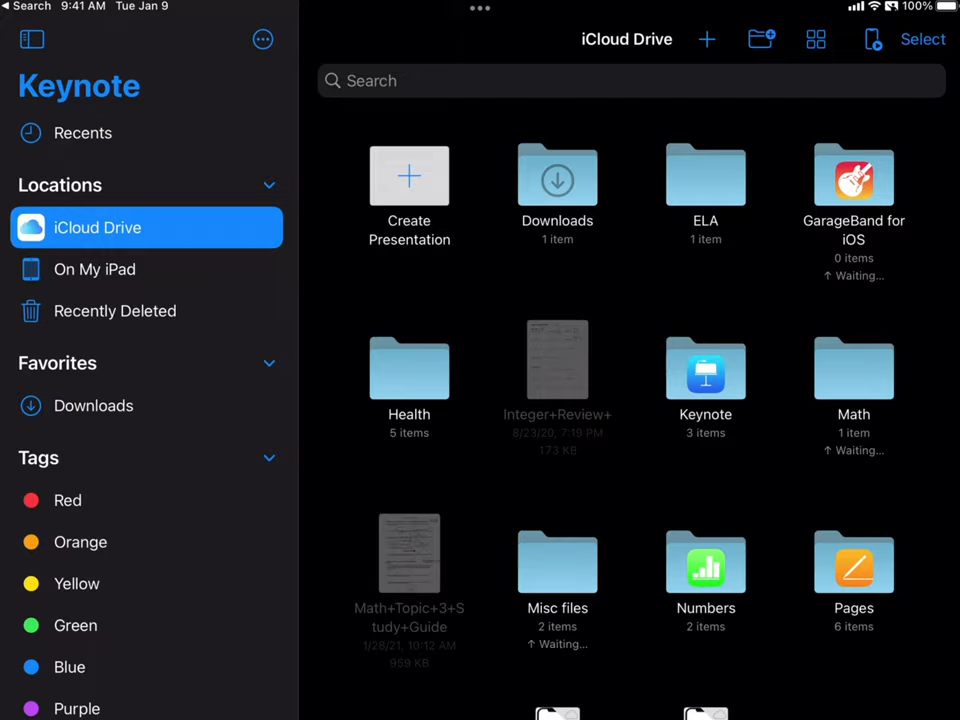 Search 9:41 AM Tue Jan 9
100%
Keynote
Recents
Locations
iCloud Drive
On My iPad
Recently Deleted
Favorites
Downloads
Tags
Red
Orange
Yellow
Green
Blue
Purple
iCloud Drive
Select
Search
Create
Presentation
Downloads
1 item
ELA
1 item
GarageBand for
iOS
0 items
↑ Waiting...
Health
5 items
Integer+Review+
8/23/20, 7:19 PM
173 KB
Keynote
3 items
Math
1 item
↑ Waiting...
Math+Topic+3+S
tudy+Guide
1/28/21, 10:12 AM
959 KB
Misc files
2 items
↑ Waiting...
Numbers
2 items
Pages
6 items